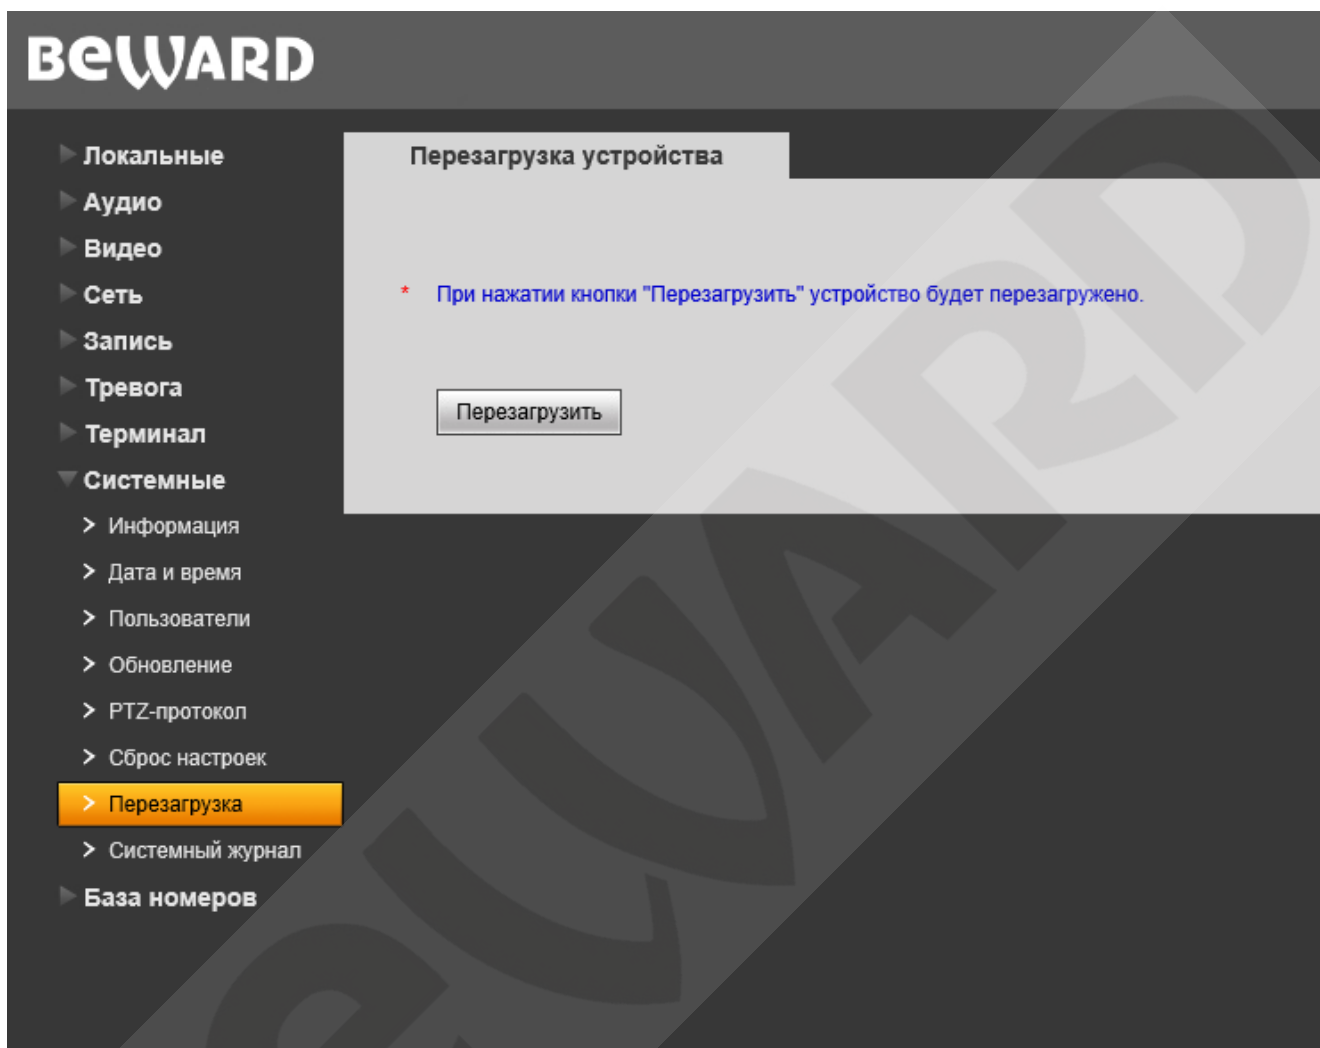 BEWARD
Локальные
Аудио
Видео
Сеть
Запись
Тревога
Терминал
Системные
> Информация
> Дата и время
> Пользователи
> Обновление
> PTZ-протокол
> Сброс настроек
> Перезагрузка
> Системный журнал
База номеров
Перезагрузка устройства
* При нажатии кнопки "Перезагрузить" устройство будет перезагружено.
Перезагрузить
BEWARD